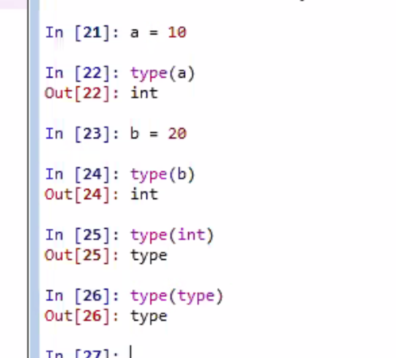 In [21]: a = 10
In [22]: type(a)
Out[22]: int
In [23]: b = 20
In [24]: type(b)
Out[24]: int
In [25]: type(int)
Out[25]: type
In [26]: type(type)
Out[26]: type
In [27]: